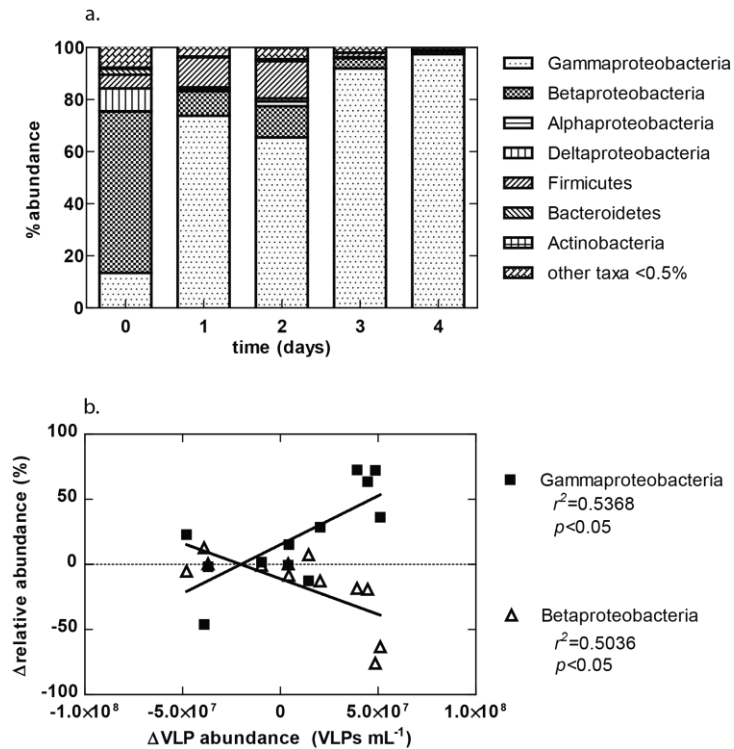 a.
100
80
60
40
20
0
%abundance
0 1 2 3 4
time (days)
Gammaproteobacteria
Betaproteobacteria
Alphaproteobacteria
Deltaproteobacteria
Firmicutes
Bacteroidetes
Actinobacteria
other taxa <0.5%
b.
100
50
0
-50
-100
Δrelative abundance (%)
-1.0×10⁸ -5.0×10⁷ 0 5.0×10⁷ 1.0×10⁸
ΔVLP abundance (VLPs mL⁻¹)
Gammaproteobacteria
r²=0.5368
p<0.05
Betaproteobacteria
r²=0.5036
p<0.05